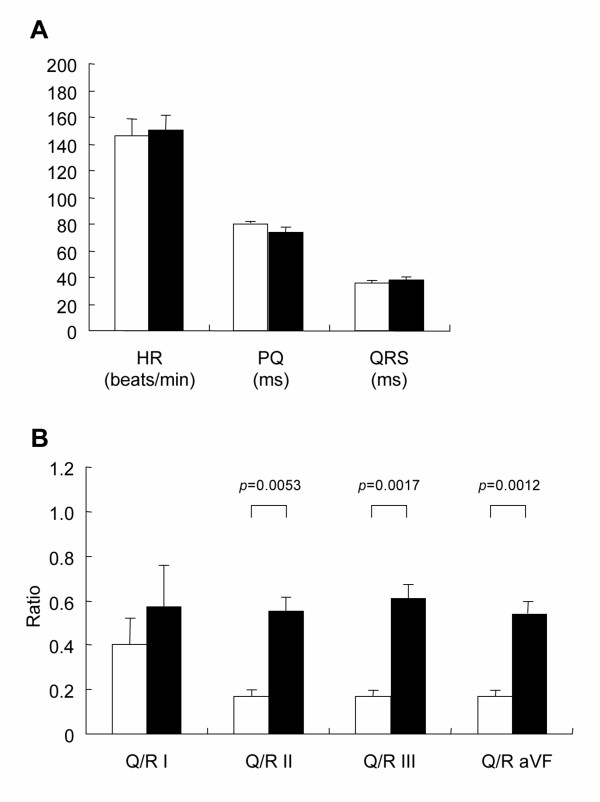 A
200
180
160
140
120
100
80
60
40
20
0
HR PQ QRS
(beats/min) (ms) (ms)
B
1.2
1.0
0.8
0.6
0.4
0.2
0
Ratio
p=0.0053 p=0.0017 p=0.0012
Q/R I Q/R II Q/R III Q/R aVF